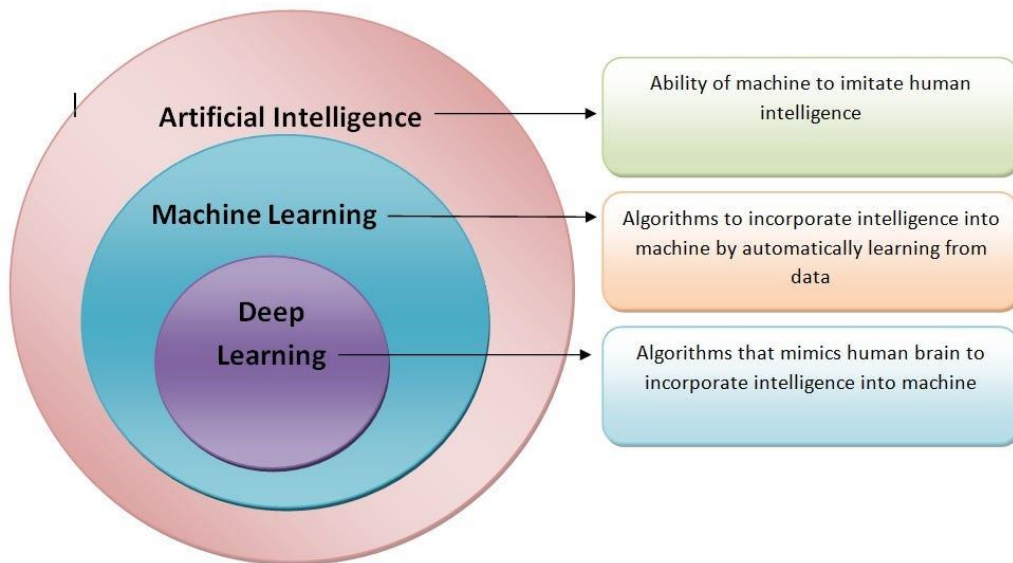 Artificial Intelligence
Ability of machine to imitate human
intelligence
Machine Learning
Algorithms to incorporate intelligence into
machine by automatically learning from
data
Deep
Learning
Algorithms that mimics human brain to
incorporate intelligence into machine